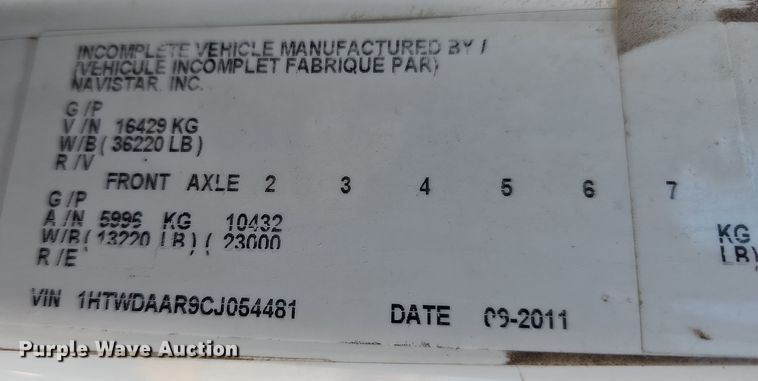 INCOMPLETE VEHICLE MANUFACTURED BY /
(VEHICULE INCOMPLET FABRIQUE PAR)
NAVISTAR, INC.
G / P
V / N 16429 KG
W/B ( 36220 LB )
R / V
FRONT AXLE 2 3 4 5 6 7
G / P
A / N 5996 KG 10432 KG
W/B ( 13220 LB ) ( 23000 LB)
R /E
VIN 1HTWDAAR9CJ054481 DATE 09-2011
Purple Wave Auction